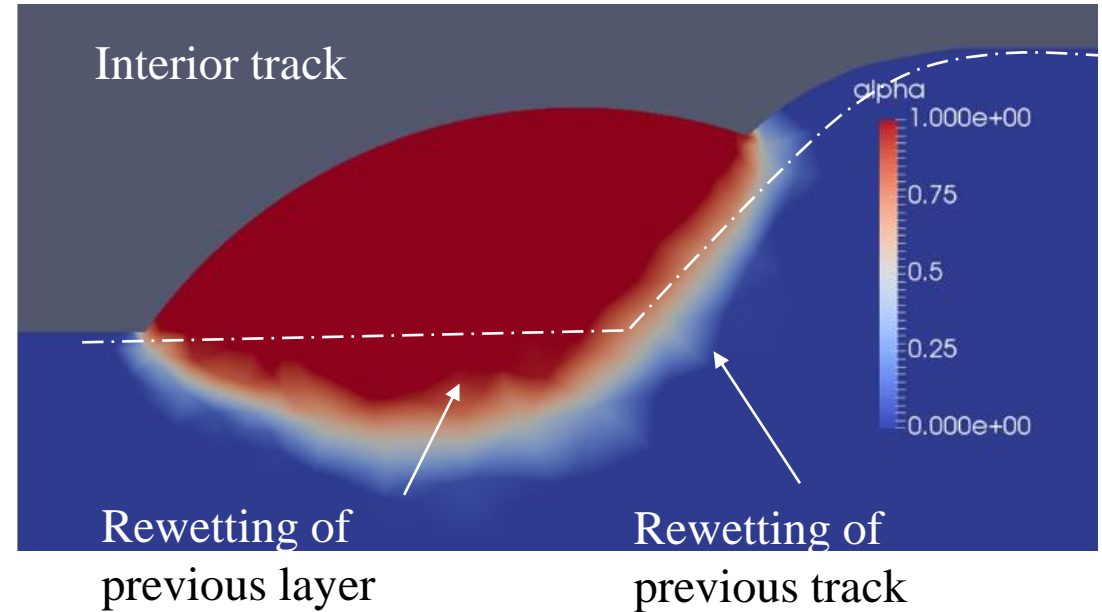 Interior track
alpha
1.000e+00
0.75
0.5
0.25
0.000e+00
Rewetting of
previous layer
Rewetting of
previous track